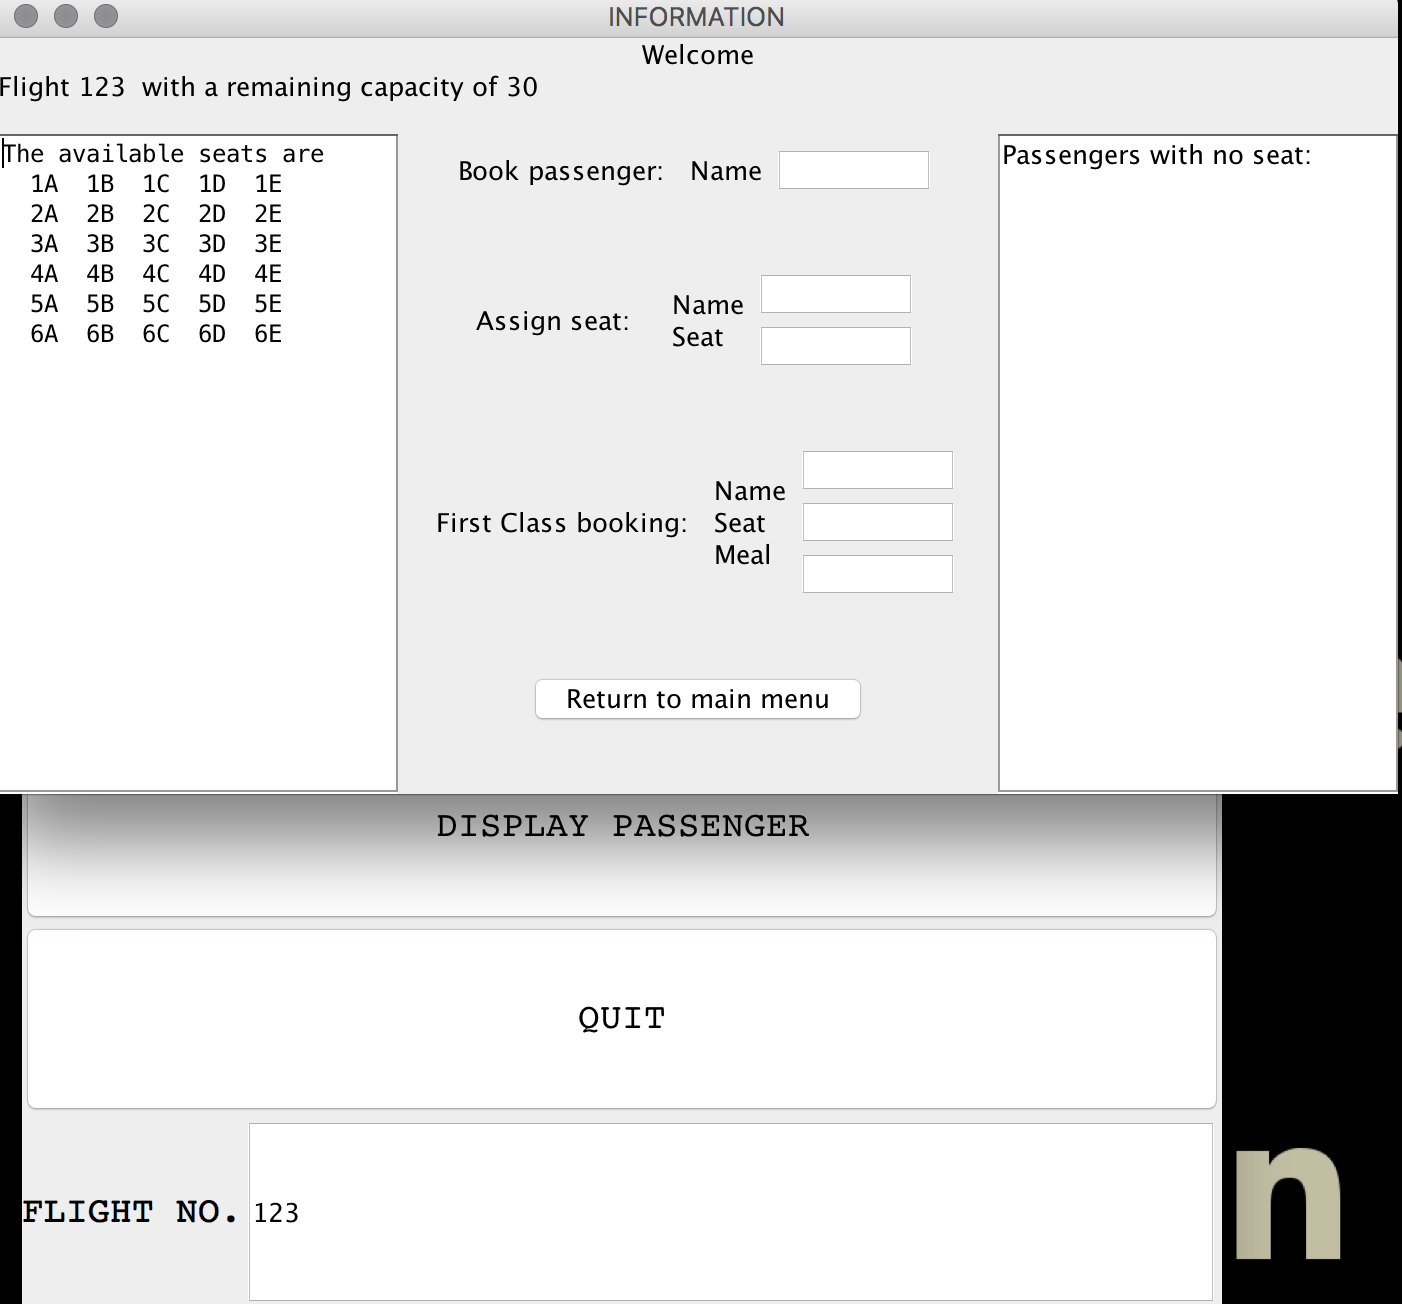 INFORMATION
Welcome
Flight 123  with a remaining capacity of 30
The available seats are
1A  1B  1C  1D  1E
2A  2B  2C  2D  2E
3A  3B  3C  3D  3E
4A  4B  4C  4D  4E
5A  5B  5C  5D  5E
6A  6B  6C  6D  6E
Book passenger:  Name
Assign seat:
Name
Seat
First Class booking:
Name
Seat
Meal
Return to main menu
Passengers with no seat:
DISPLAY PASSENGER
QUIT
FLIGHT NO. 123
n